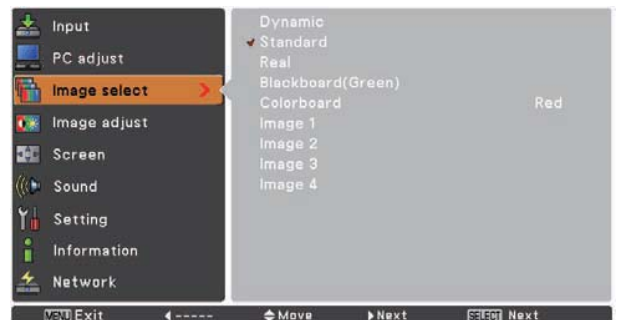 Input
PC adjust
Image select
Image adjust
Screen
Sound
Setting
Information
Network
Dynamic
Standard
Real
Blackboard(Green)
Colorboard Red
Image 1
Image 2
Image 3
Image 4
MENU Exit ----- Move Next SELECT Next